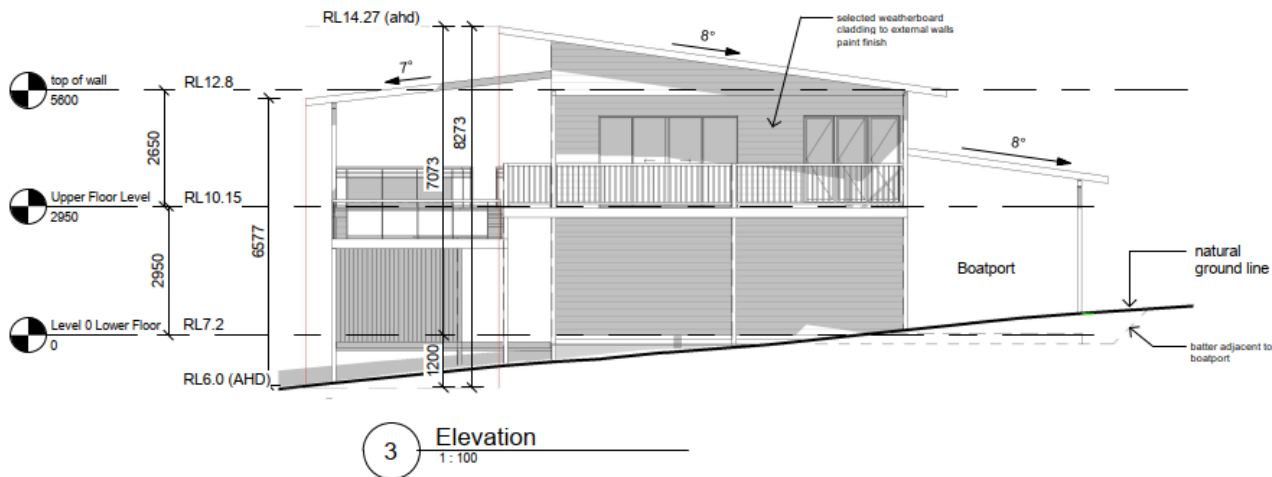 RL14.27 (ahd)
selected weatherboard
cladding to external walls
paint finish
8°
7°
top of wall
5600
RL12.8
2650
8273
7073
8°
Upper Floor Level
2950
RL10.15
6577
2950
natural
ground line
Boatport
Level 0 Lower Floor
0
RL7.2
batter adjacent to
boatport
1200
RL6.0 (AHD)
3
Elevation
1 : 100